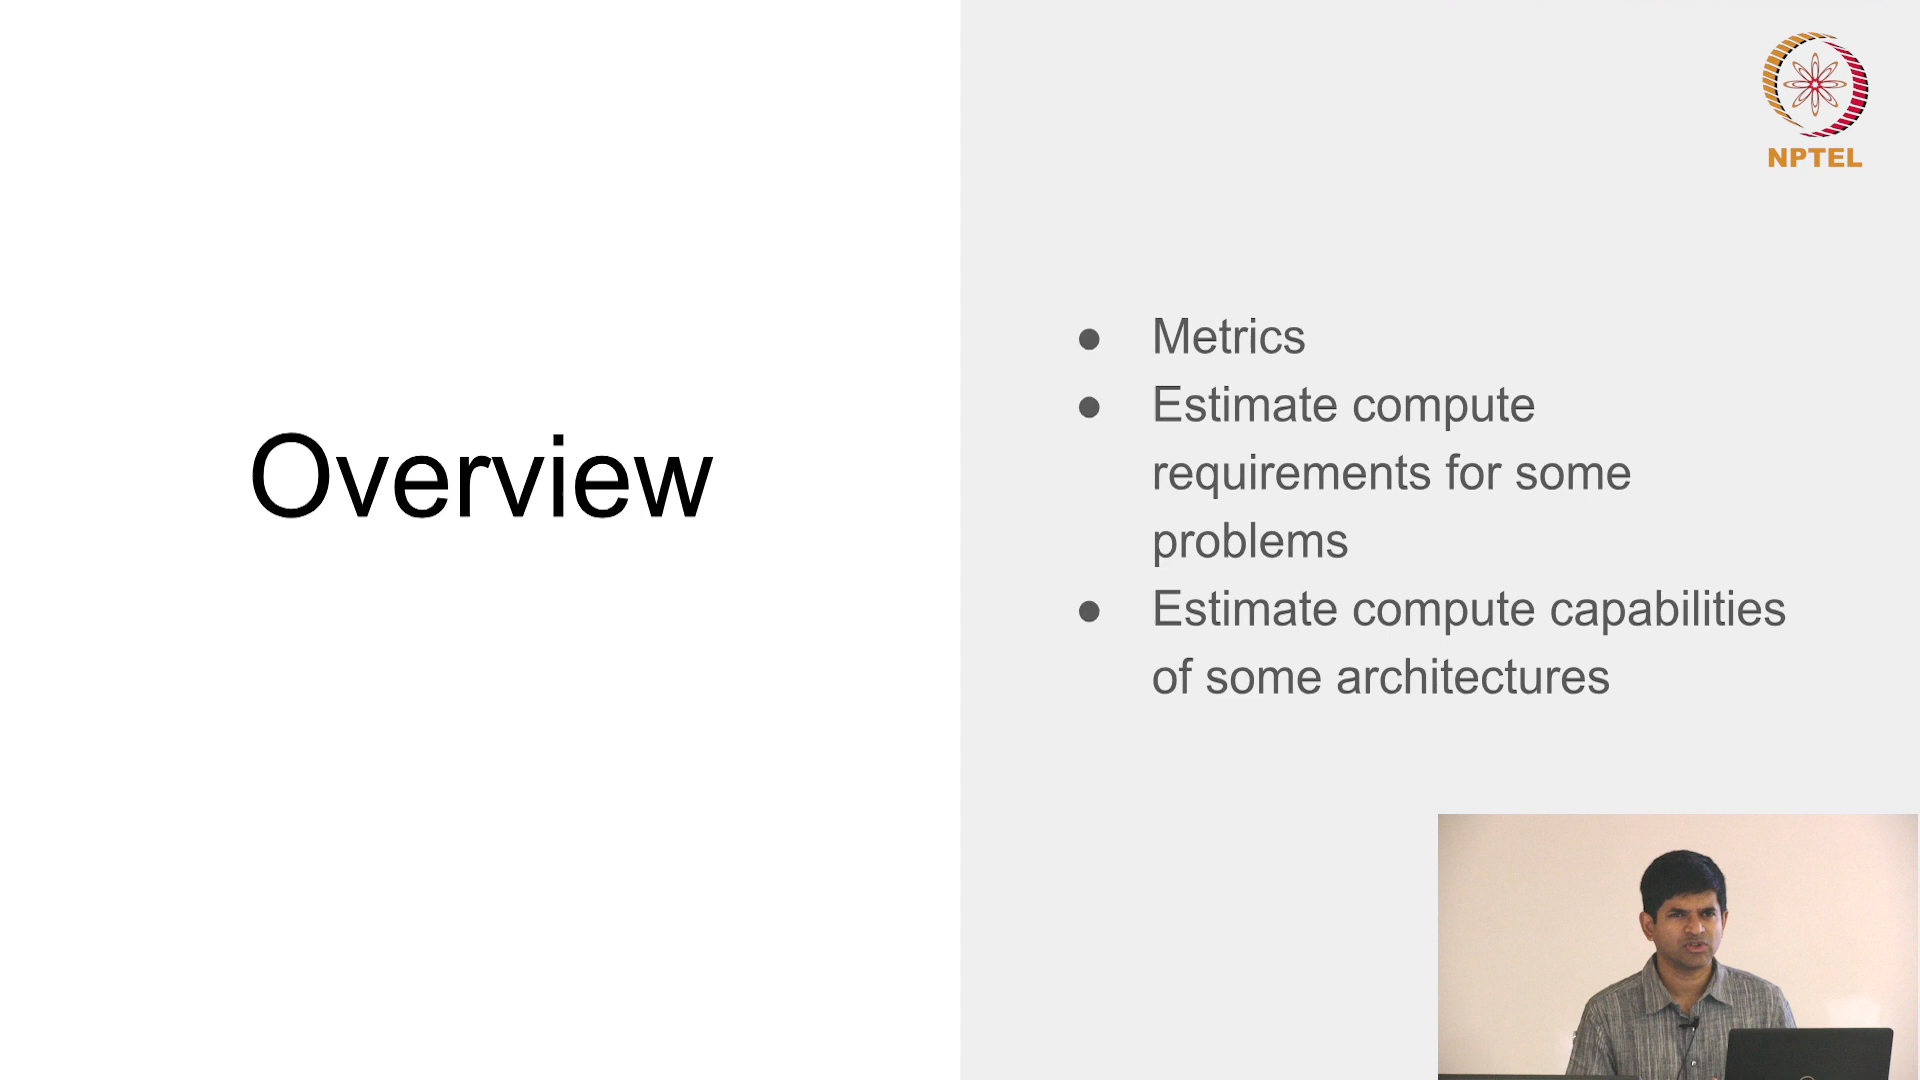 Overview
NPTEL
● Metrics
● Estimate compute
requirements for some
problems
● Estimate compute capabilities
of some architectures